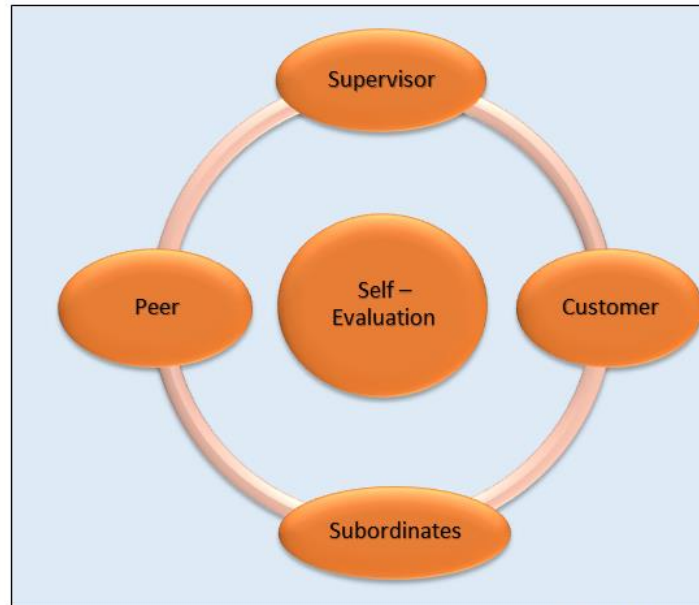 Supervisor
Peer
Self –
Evaluation
Customer
Subordinates